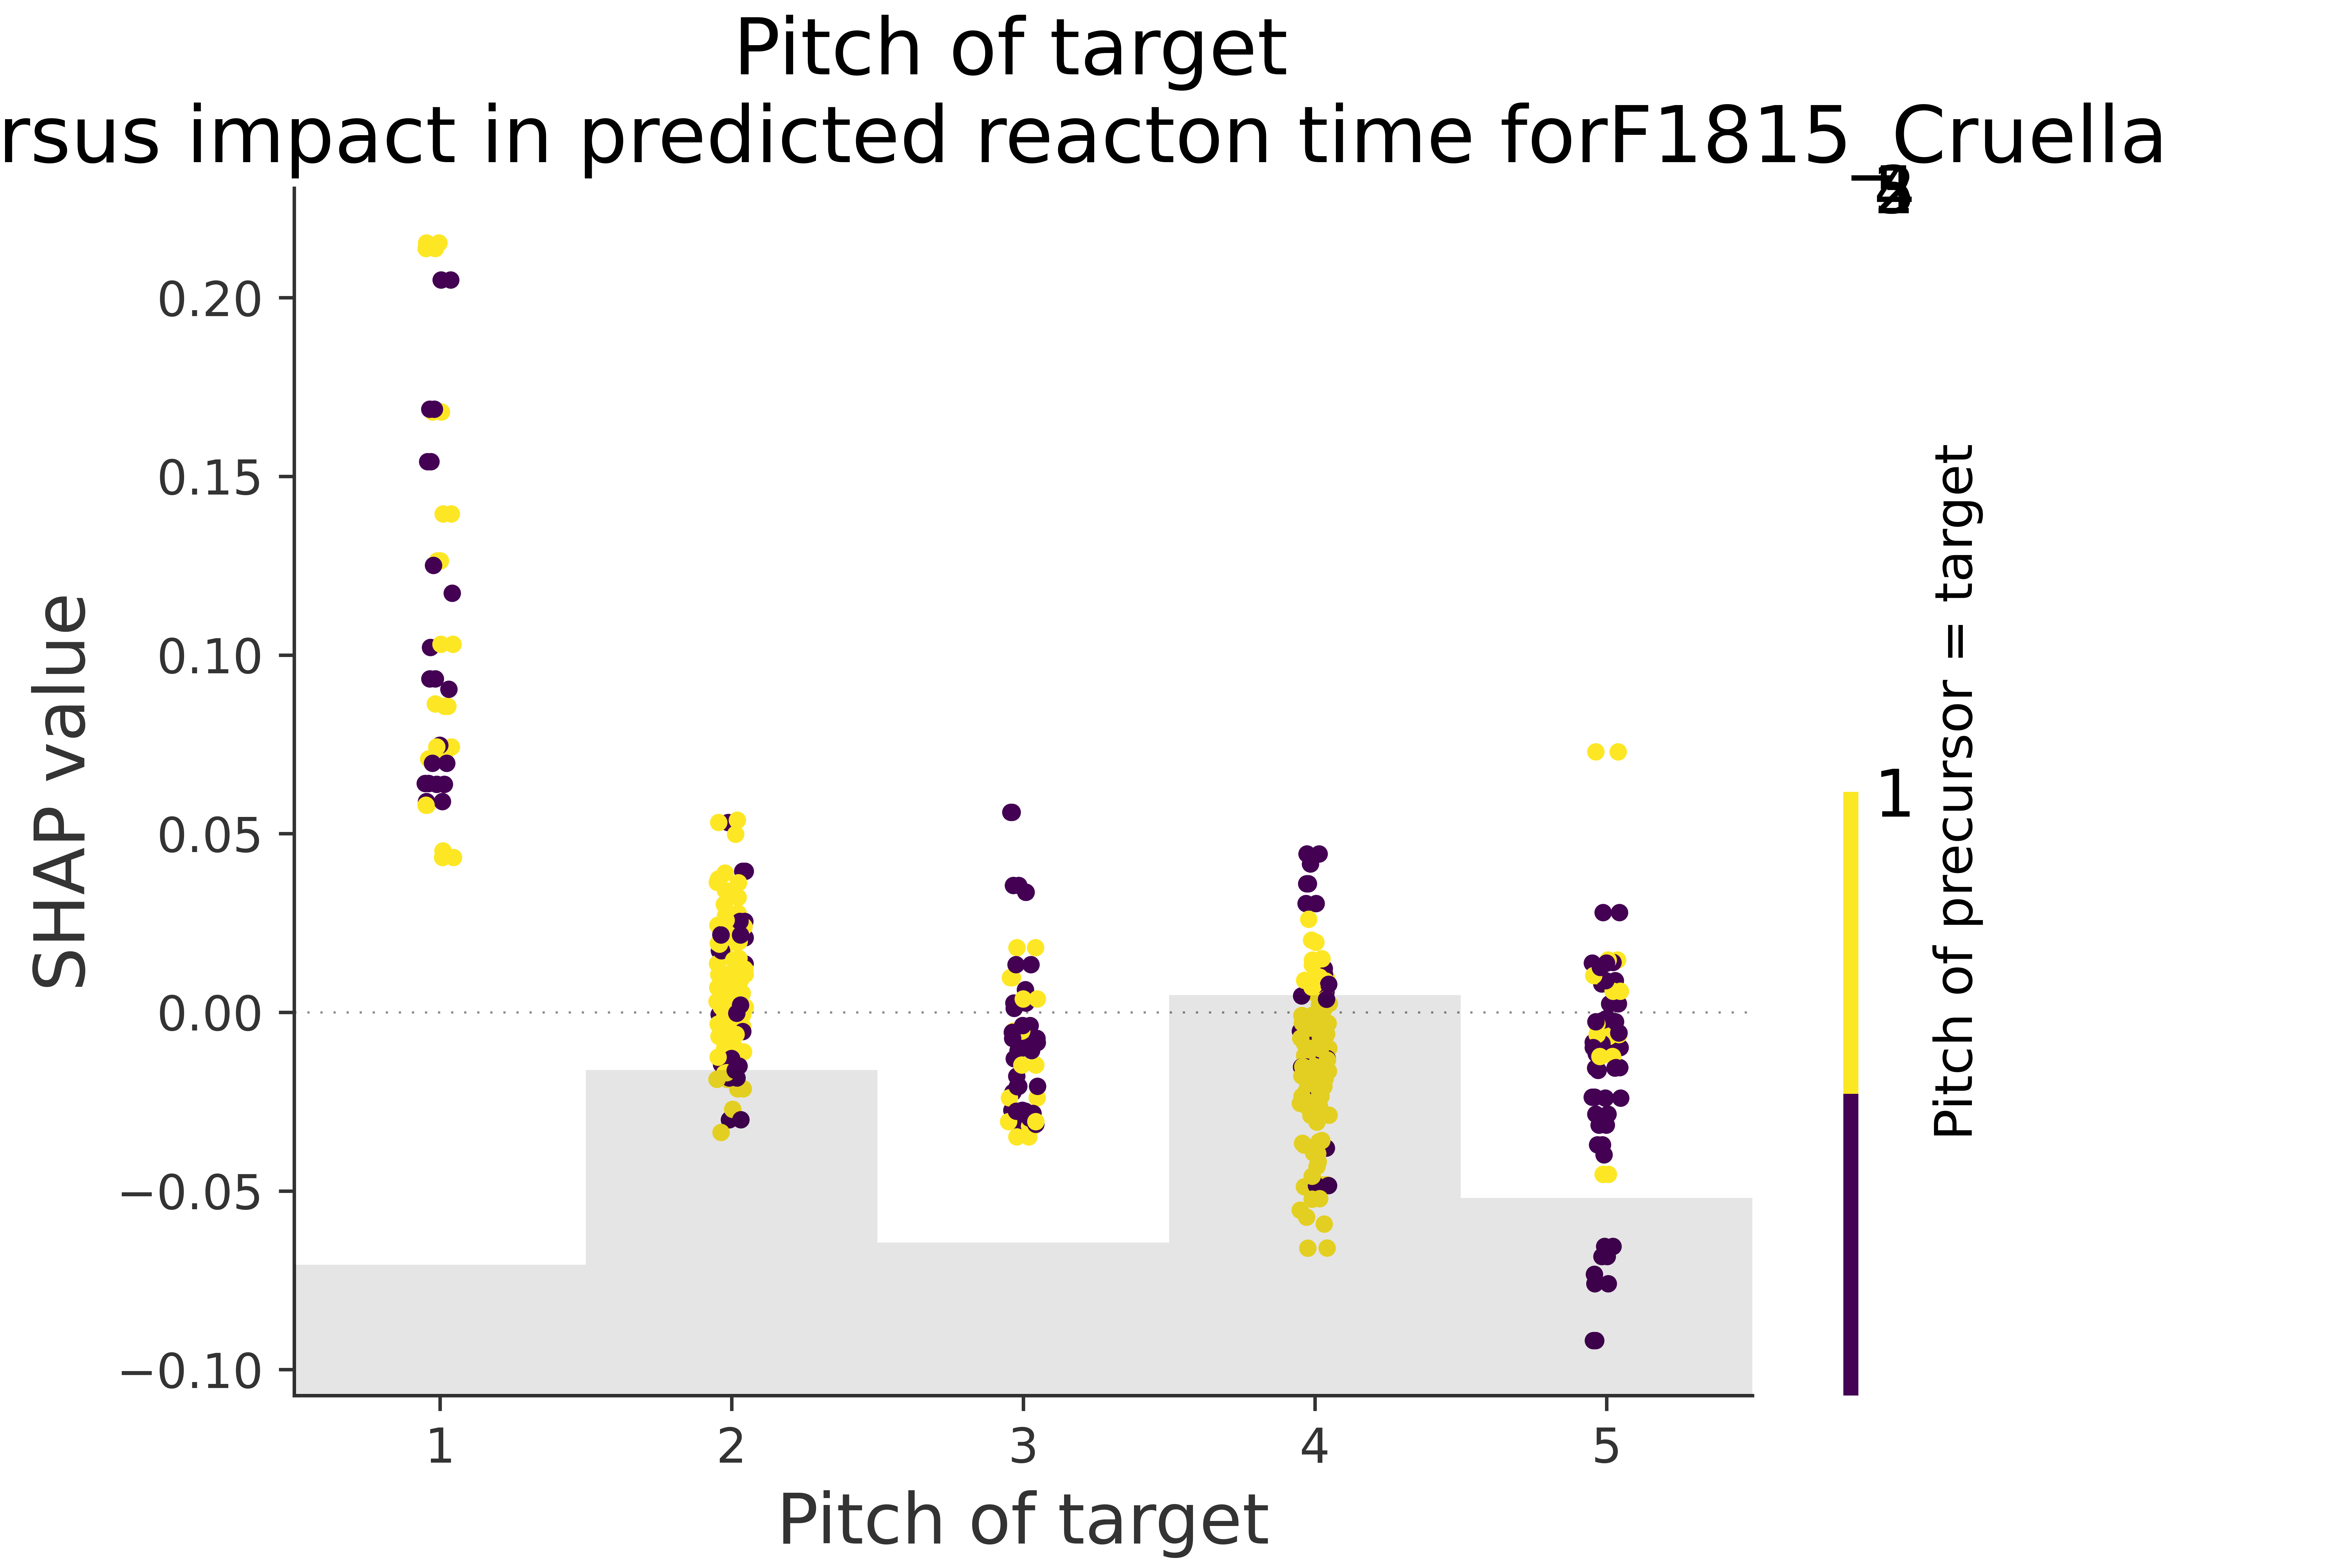 Pitch of target
rsus impact in predicted reacton time forF1815_Cruella
SHAP value
0.20
0.15
0.10
0.05
0.00
−0.05
−0.10
1
2
3
4
5
Pitch of target
1
Pitch of precursor = target